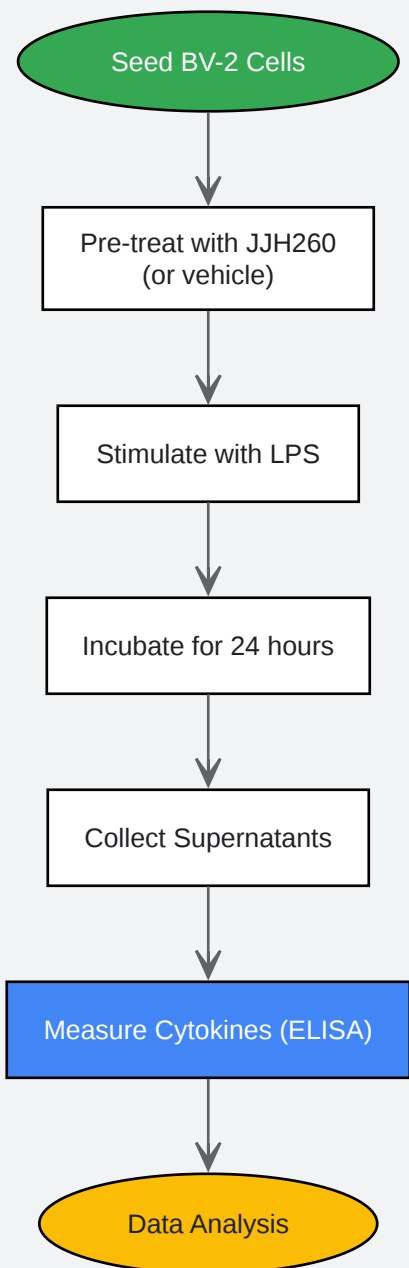 Seed BV-2 Cells
Pre-treat with JJH260
(or vehicle)
Stimulate with LPS
Incubate for 24 hours
Collect Supernatants
Measure Cytokines (ELISA)
Data Analysis